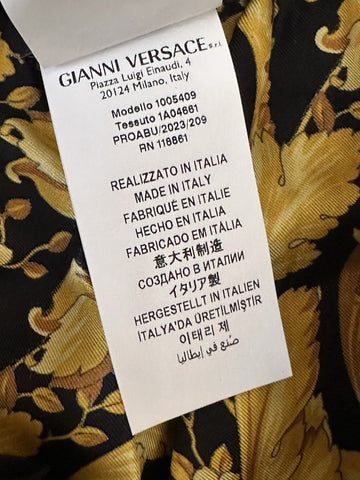 GIANNI VERSACE S.r.l.
Piazza Luigi Einaudi, 4
20124 Milano, Italy
Modello 1005409
Tessuto 1A04661
PROABU/2023/209
RN 118861
REALIZZATO IN ITALIA
MADE IN ITALY
FABRIQUÉ EN ITALIE
HECHO EN ITALIA
FABRICADO EM ITÁLIA
意大利制造
СОЗДАНО В ИТАЛИИ
イタリア製
HERGESTELLT IN ITALIEN
İTALYA'DA ÜRETİLMİŞTİR
이태리 제
صُنع في إيطاليا